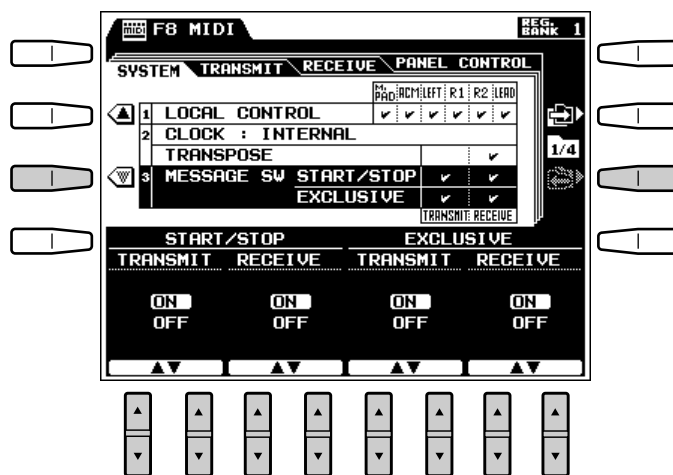 MIDI F8 MIDI REG. BANK 1
SYSTEM TRANSMIT RECEIVE PANEL CONTROL
M. PAD ACM LEFT R1 R2 LEAD
1 LOCAL CONTROL ✔ ✔ ✔ ✔ ✔ ✔
2 CLOCK : INTERNAL
TRANSPOSE ✔
1/4
3 MESSAGE SW START/STOP ✔ ✔
EXCLUSIVE ✔ ✔
TRANSMIT RECEIVE
START/STOP EXCLUSIVE
TRANSMIT RECEIVE TRANSMIT RECEIVE
ON ON ON ON
OFF OFF OFF OFF
▲▼ ▲▼ ▲▼ ▲▼